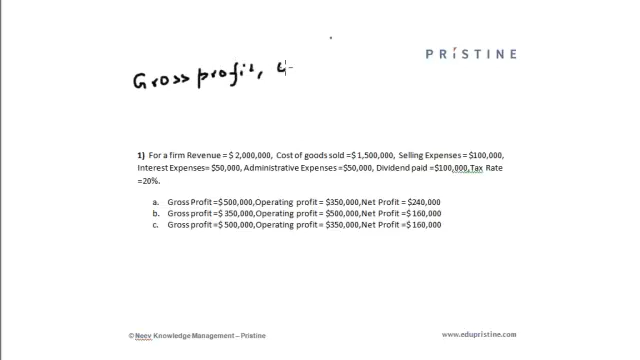 PRISTINE
Gross profit,
1) For a firm Revenue = $ 2,000,000, Cost of goods sold =$ 1,500,000, Selling Expenses = $100,000,
Interest Expenses= $50,000, Administrative Expenses =$50,000, Dividend paid =$100,000,Tax Rate
=20%.
a. Gross Profit =$500,000,Operating profit = $350,000,Net Profit = $240,000
b. Gross profit =$ 350,000,Operating profit = $500,000,Net Profit =$ 160,000
c. Gross profit =$ 500,000,Operating profit = $350,000,Net Profit =$ 160,000
© Neev Knowledge Management – Pristine
www.edupristine.com